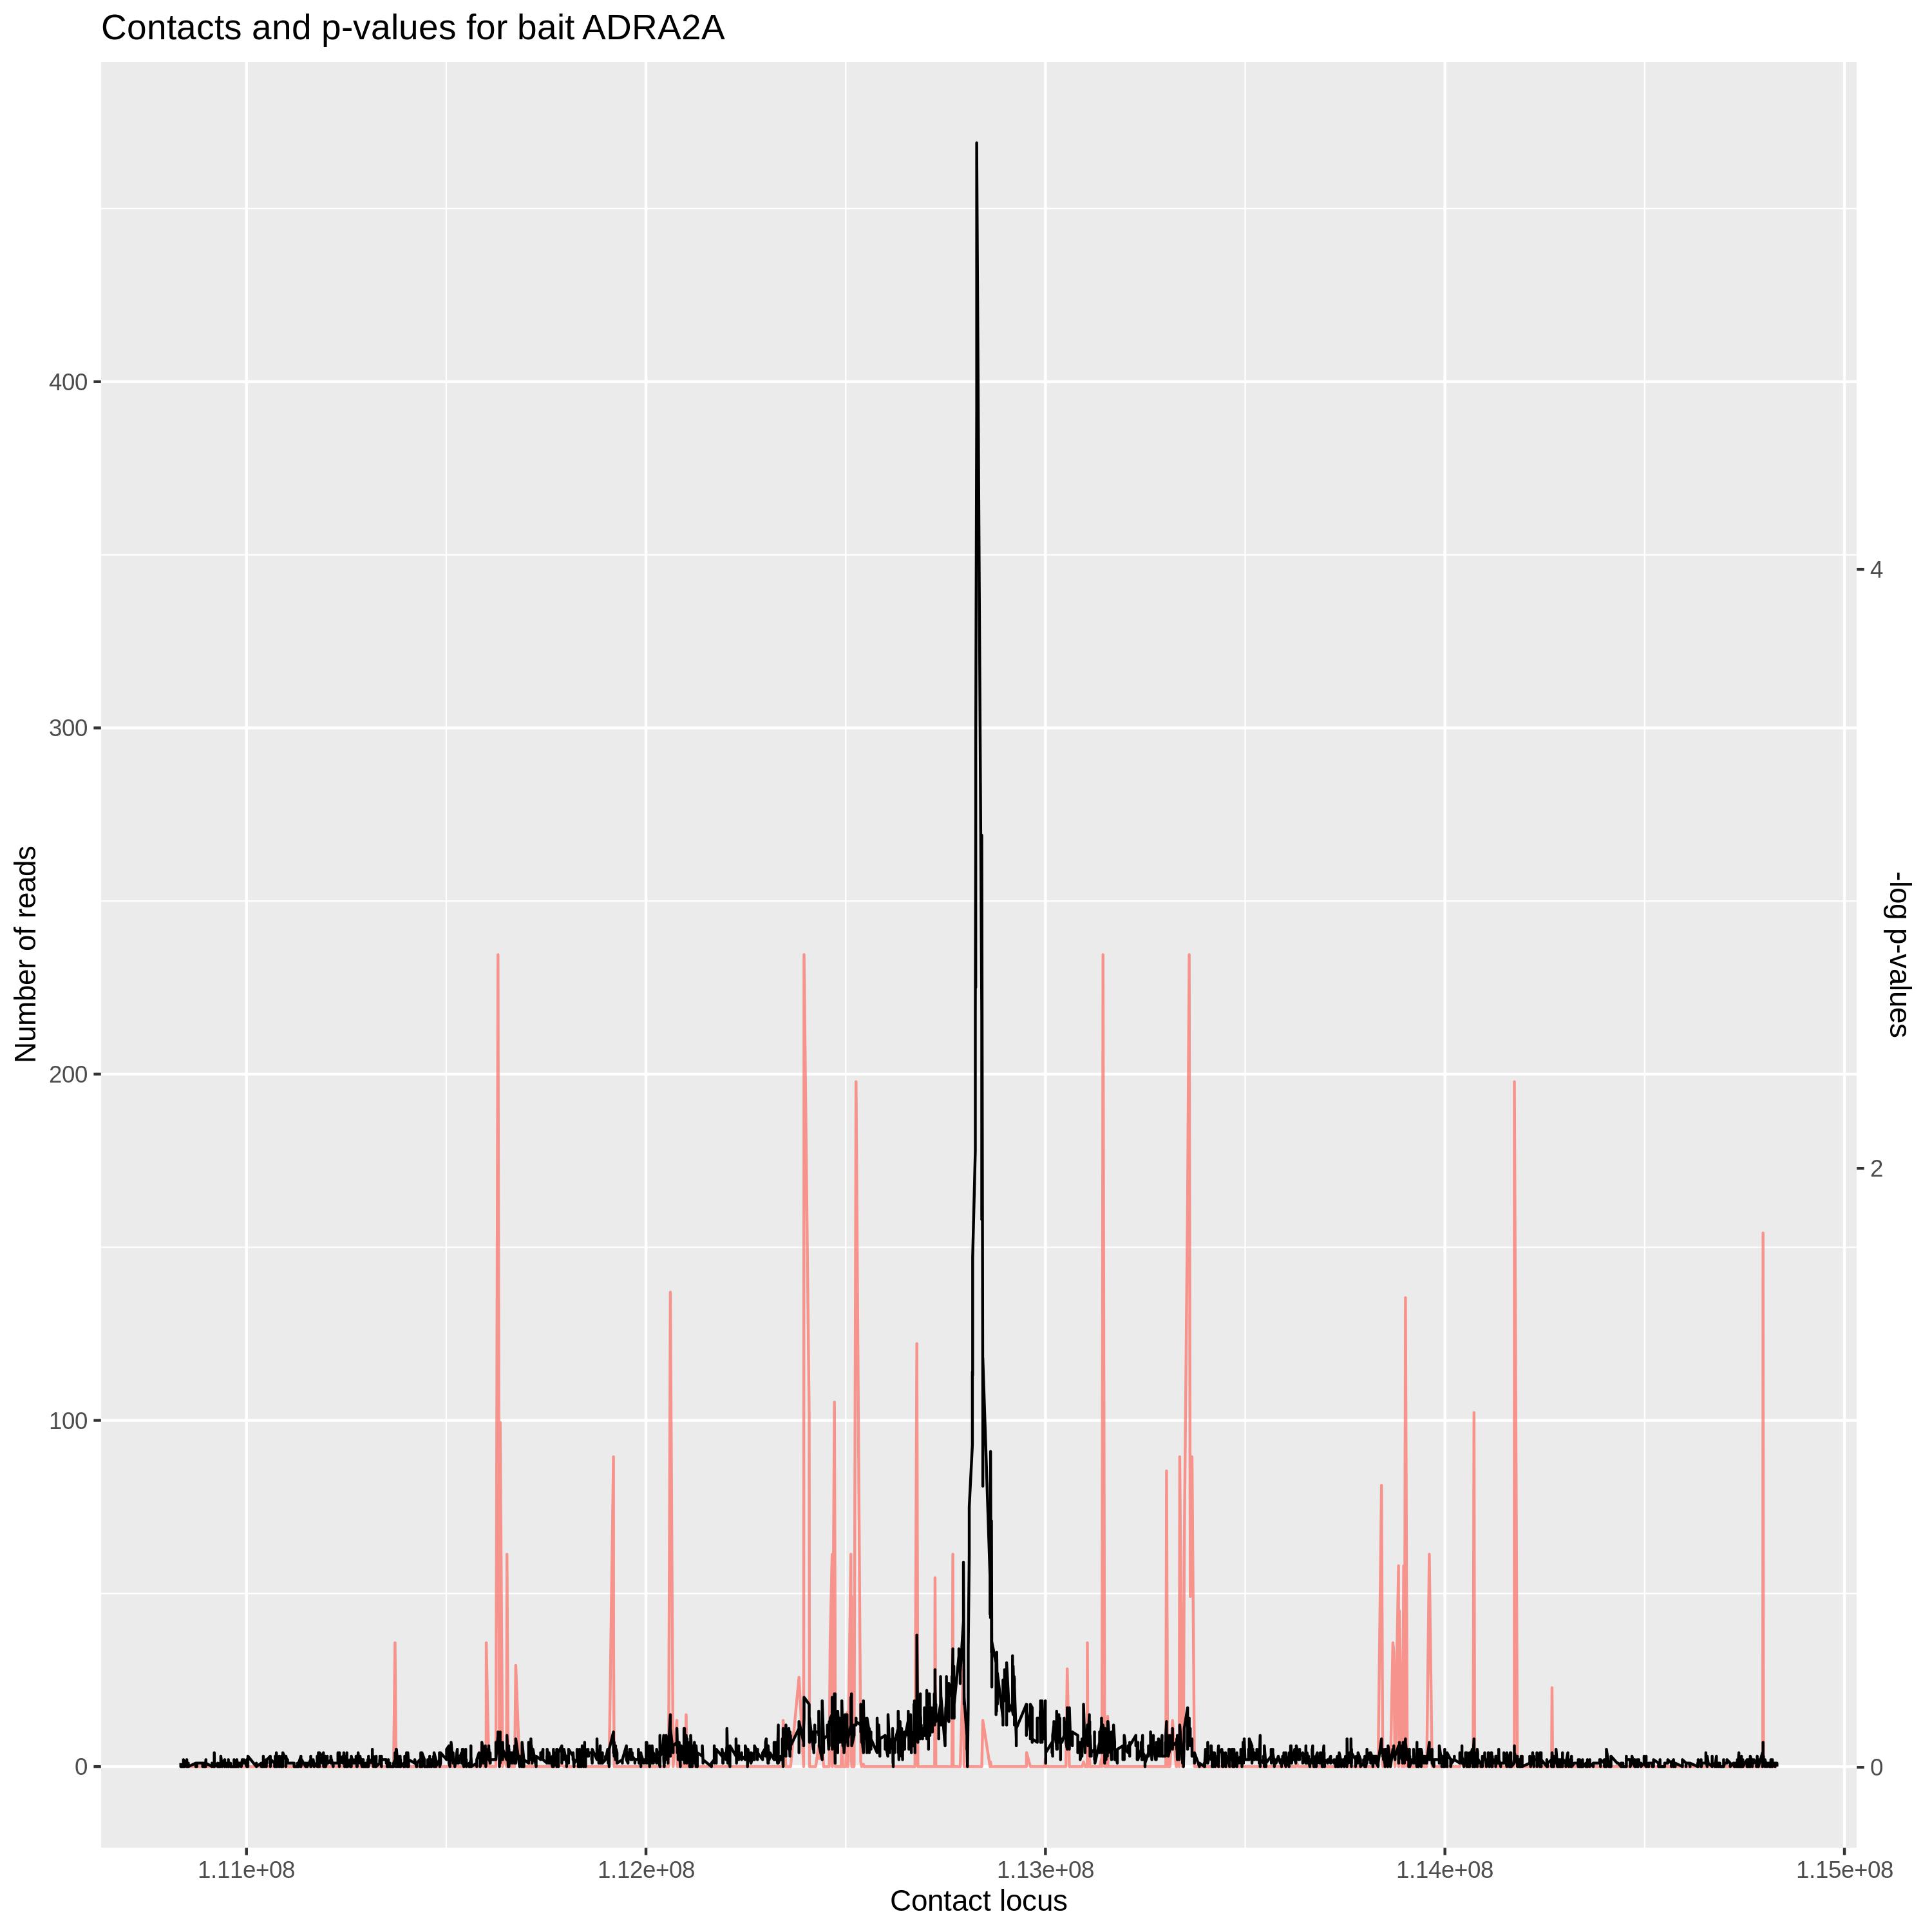 Contacts and p-values for bait ADRA2A
400
300
200
100
0
Number of reads
4
2
0
-log p-values
1.11e+08
1.12e+08
1.13e+08
1.14e+08
1.15e+08
Contact locus